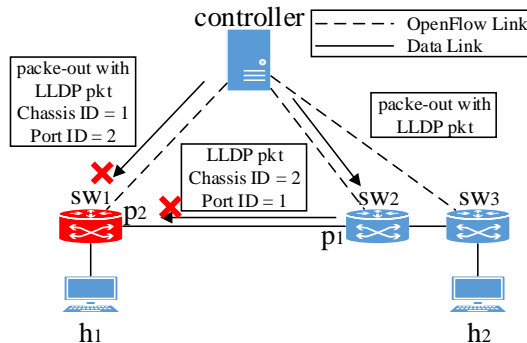 controller
OpenFlow Link
Data Link
packe-out with
LLDP pkt
Chassis ID = 1
Port ID = 2
packe-out with
LLDP pkt
LLDP pkt
Chassis ID = 2
Port ID = 1
SW1
p2
SW2
p1
SW3
h1
h2